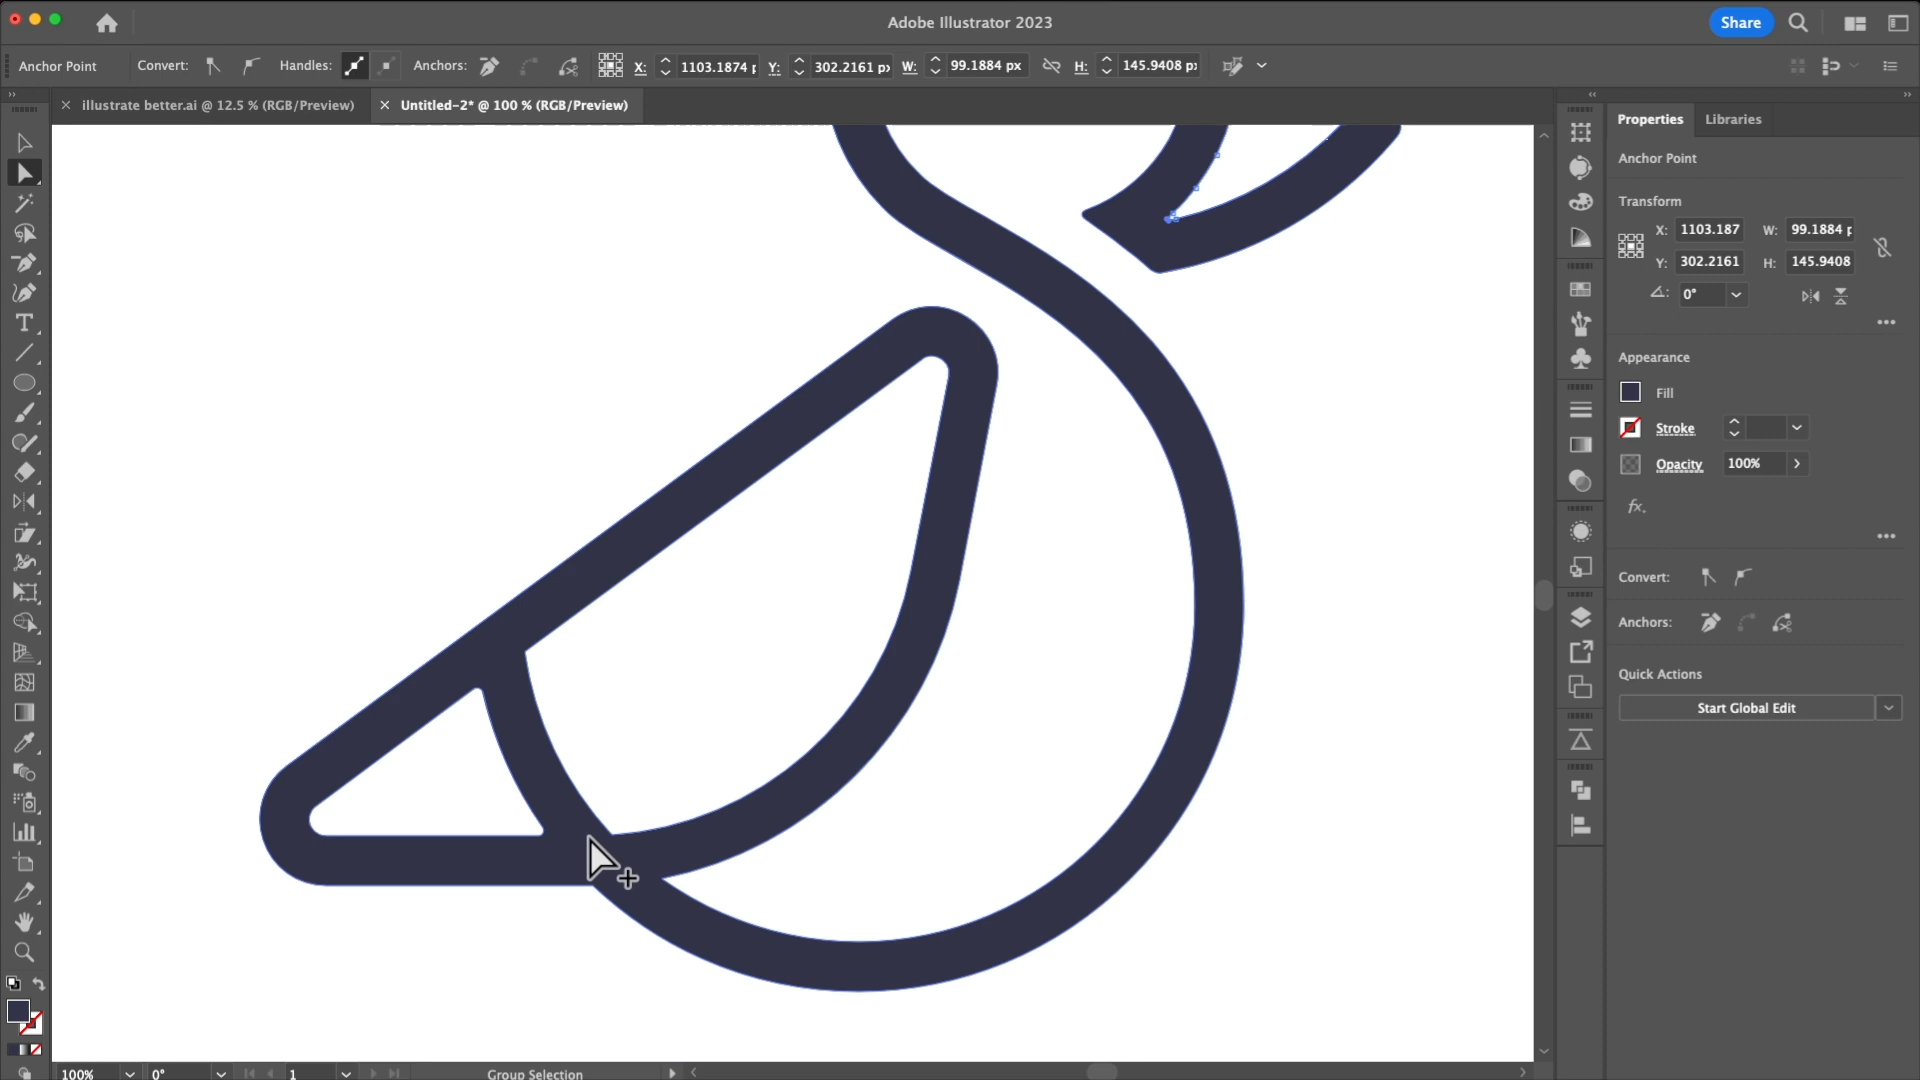 Adobe Illustrator 2023
Share
Anchor Point
Convert:
Handles:
Anchors:
X: 1103.1874 p
Y: 302.2161 px
W: 99.1884 px
H: 145.9408 px
illustrate better.ai @ 12.5 % (RGB/Preview)
Untitled-2* @ 100 % (RGB/Preview)
Properties
Libraries
Anchor Point
Transform
X: 1103.187
W: 99.1884 p
Y: 302.2161
H: 145.9408
0°
Appearance
Fill
Stroke
Opacity
100%
fx.
Convert:
Anchors:
Quick Actions
Start Global Edit
100%
0°
1
Group Selection